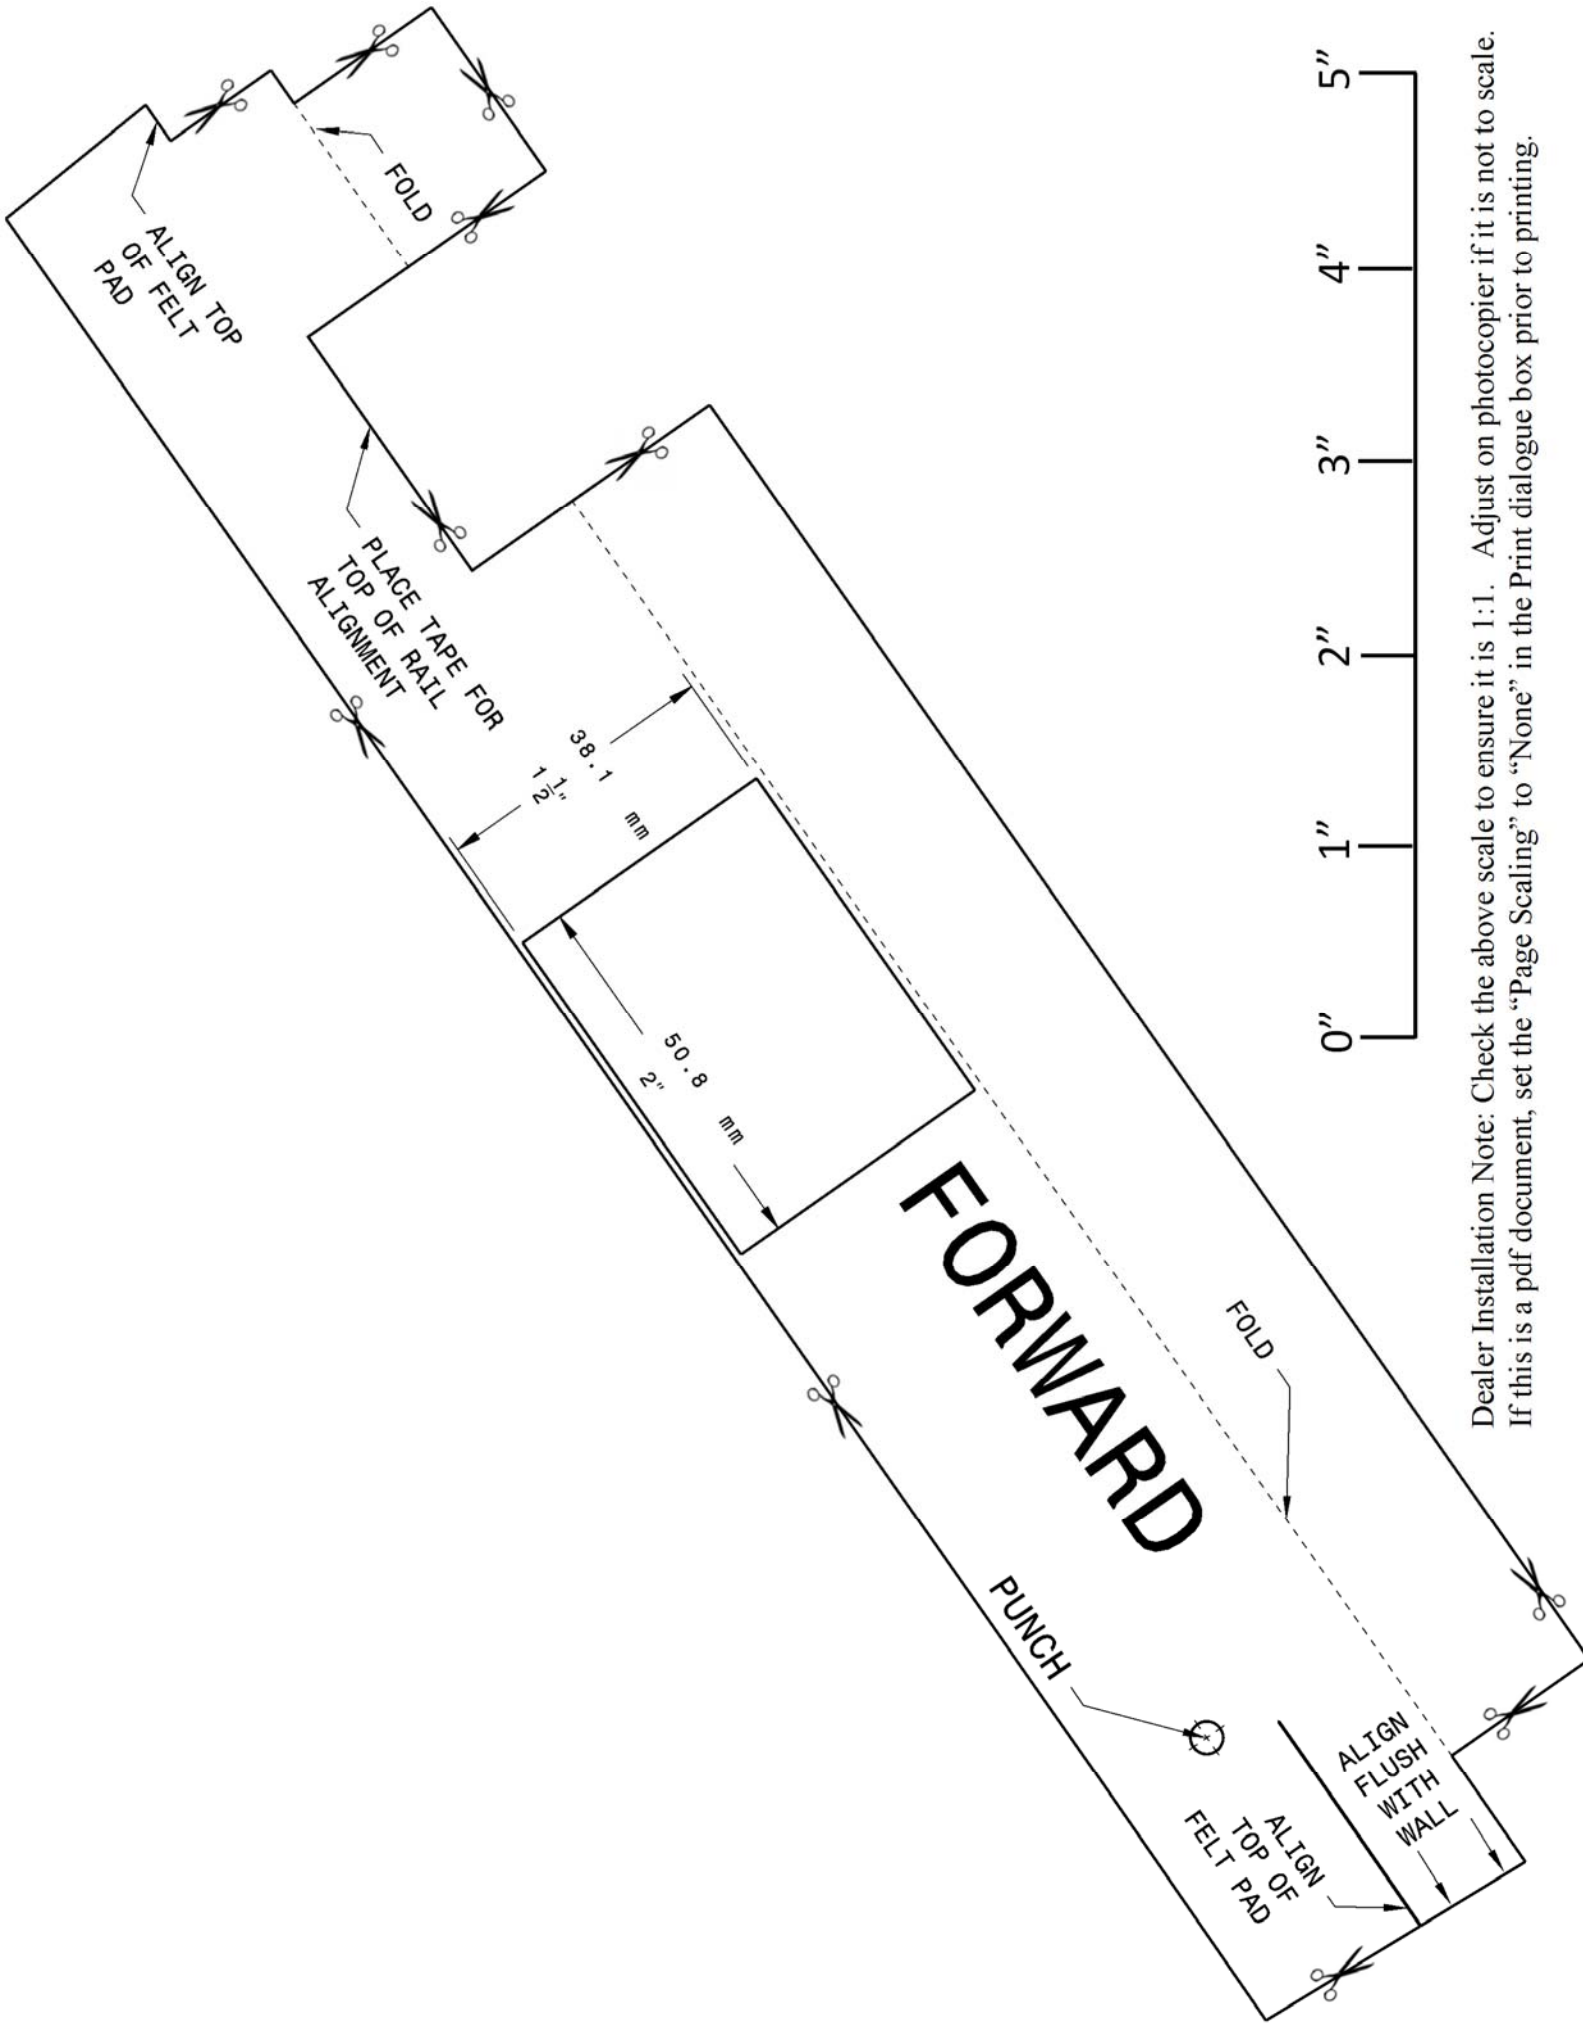 ALIGN TOP
OF FELT
PAD
FOLD
PLACE TAPE FOR
TOP OF RAIL
ALIGNMENT
38.1 mm
1 1/2"
50.8 mm
2"
FORWARD
FOLD
PUNCH
ALIGN
TOP OF
FELT PAD
ALIGN
FLUSH
WITH
WALL
0” 1” 2” 3” 4” 5”
Dealer Installation Note: Check the above scale to ensure it is 1:1.  Adjust on photocopier if it is not to scale.
If this is a pdf document, set the “Page Scaling” to “None” in the Print dialogue box prior to printing.